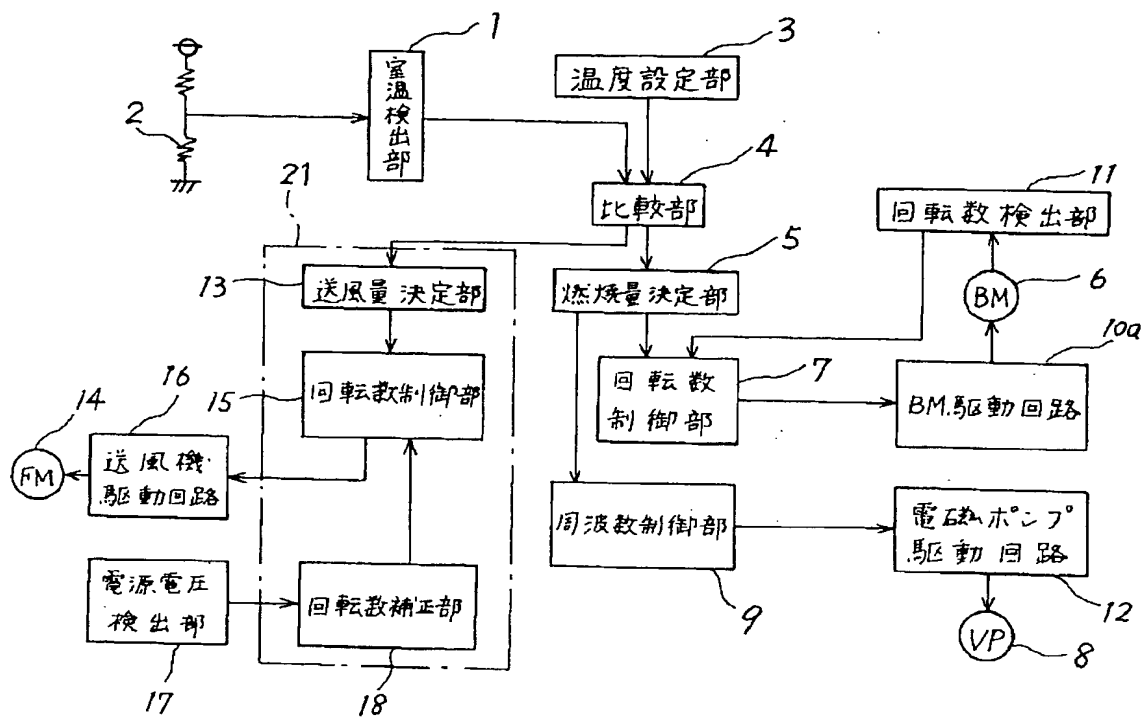 1
室温検出部
2
3
温度設定部
4
比較部
21
11
回転数検出部
5
燃焼量決定部
6
BM
13
送風量決定部
10a
BM駆動回路
7
回転数
制御部
15
回転数制御部
16
送風機
駆動回路
14
FM
周波数制御部
9
電磁ポンプ
駆動回路
12
VP
8
電源電圧
検出部
17
回転数補正部
18